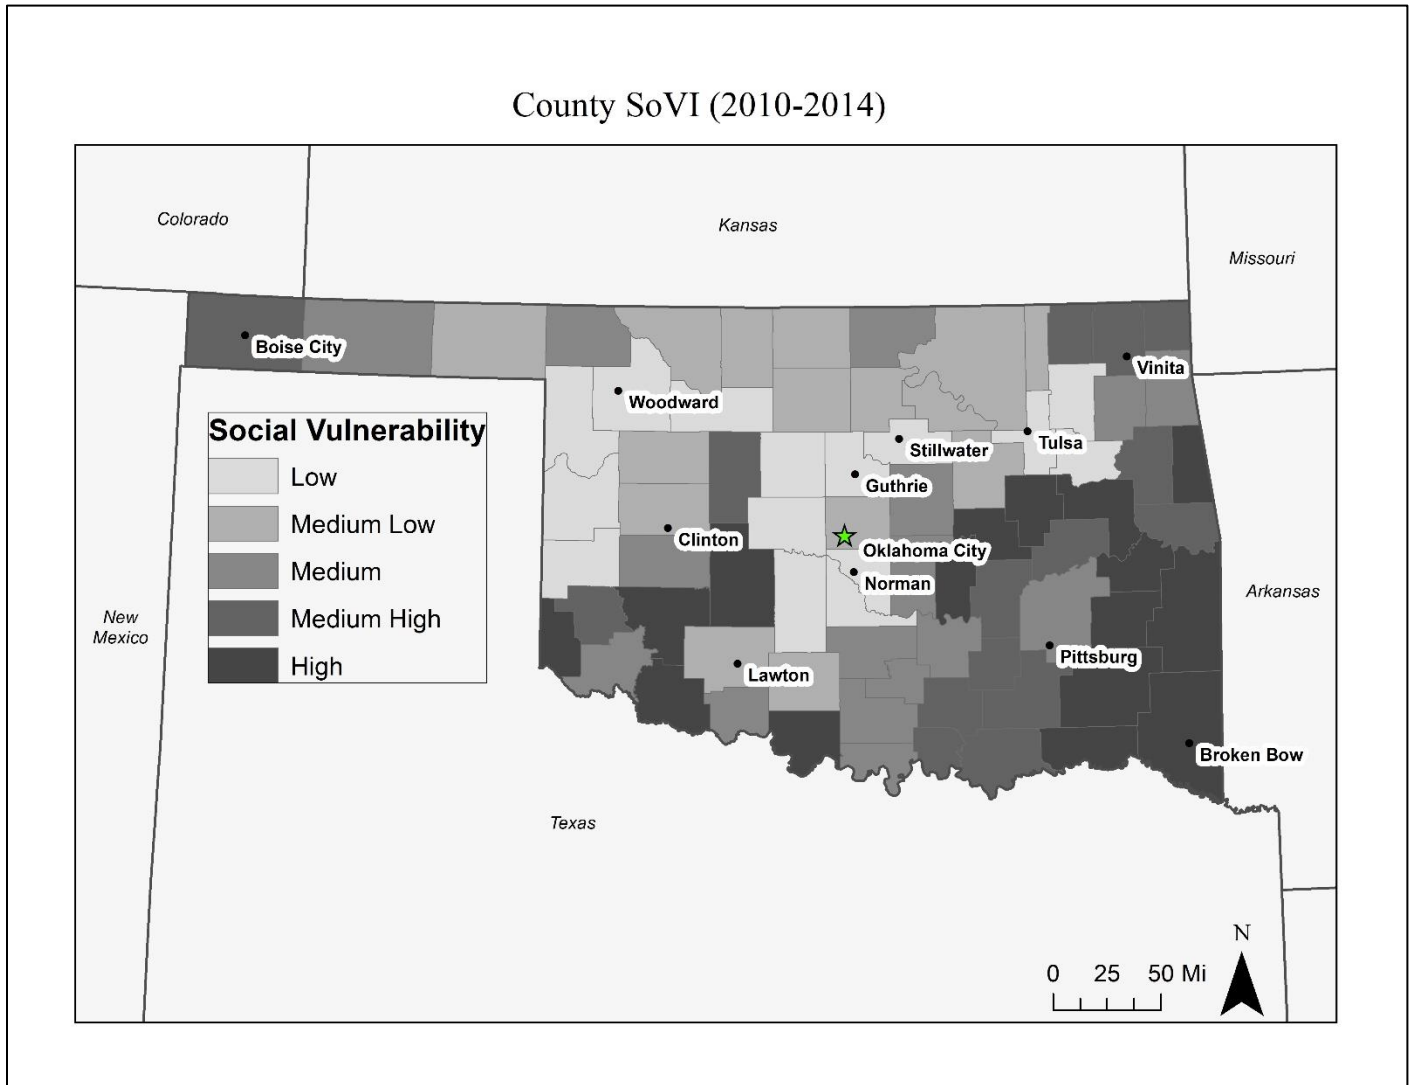 County SoVI (2010-2014)
Colorado
Kansas
Missouri
Boise City
Vinita
Woodward
Social Vulnerability
Low
Medium Low
Medium
Medium High
High
Stillwater
Tulsa
Guthrie
Clinton
Oklahoma City
Norman
New
Mexico
Arkansas
Pittsburg
Lawton
Broken Bow
Texas
N
0 25 50 Mi